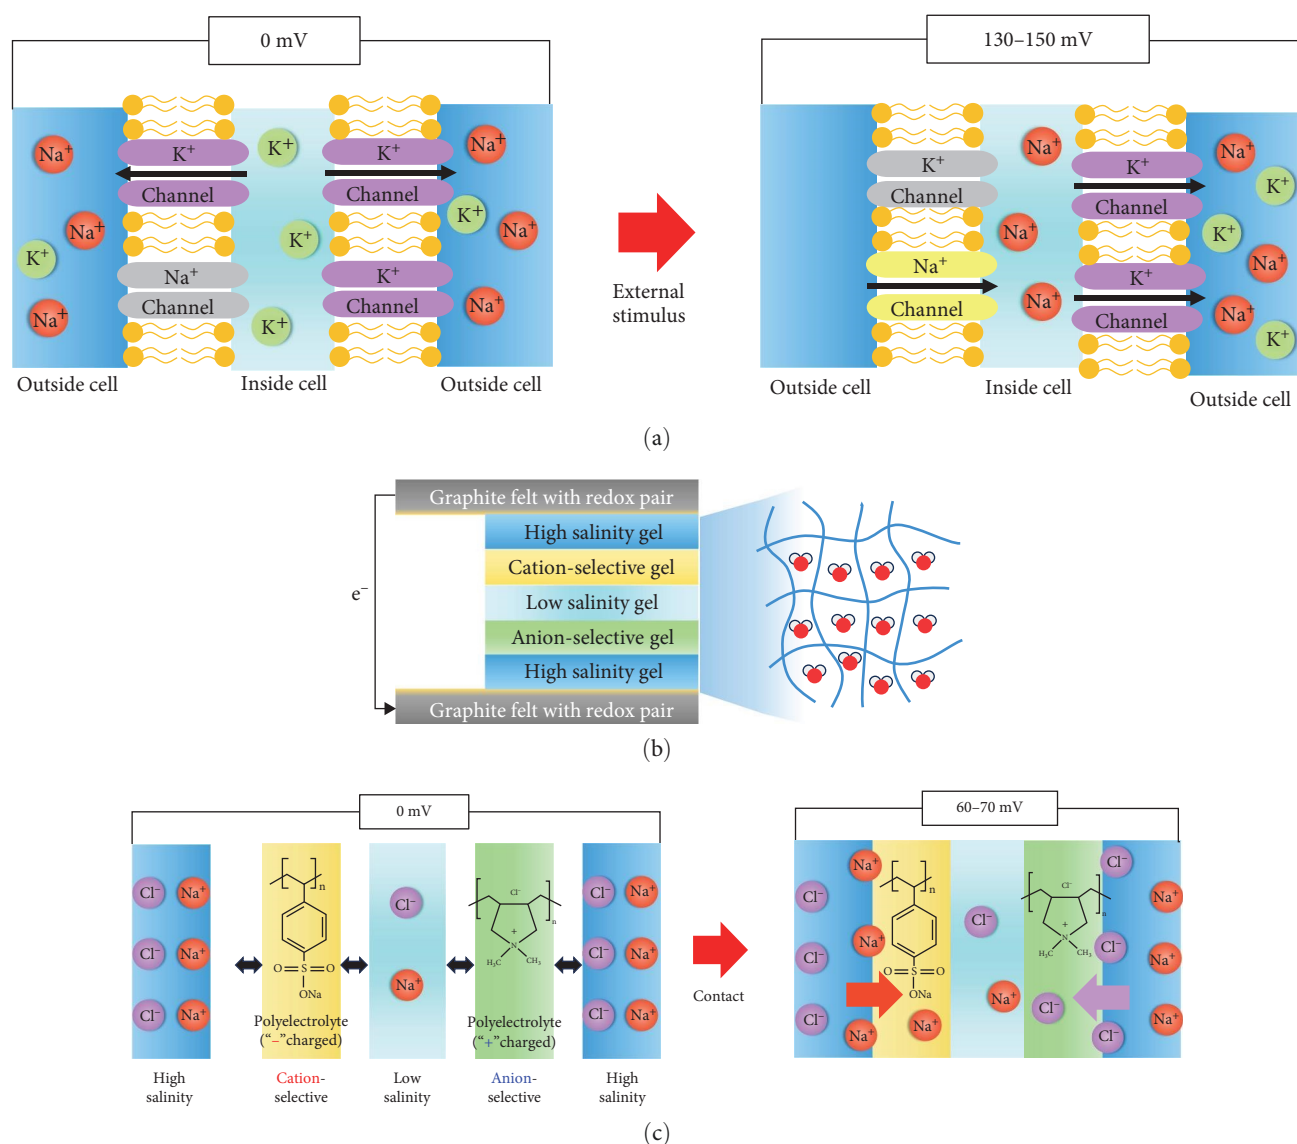 0 mV
Na⁺
K⁺
Channel
K⁺
K⁺
Channel
Na⁺
Na⁺
K⁺
K⁺
K⁺
Na⁺
K⁺
Na⁺
Channel
K⁺
Channel
Na⁺
K⁺
Na⁺
Outside cell
Inside cell
Outside cell
External
stimulus
130–150 mV
K⁺
Channel
Na⁺
K⁺
Channel
Na⁺
K⁺
Na⁺
K⁺
Na⁺
Na⁺
Channel
Na⁺
K⁺
Channel
Na⁺
K⁺
Outside cell
Inside cell
Outside cell
(a)
Graphite felt with redox pair
High salinity gel
Cation-selective gel
Low salinity gel
Anion-selective gel
High salinity gel
Graphite felt with redox pair
e⁻
(b)
0 mV
Cl⁻ Na⁺
Cl⁻ Na⁺
Cl⁻ Na⁺
n
O=S=O
ONa
Polyelectrolyte
(“–”charged)
Cl⁻
Na⁺
Cl⁻
n
N
+
H₃C CH₃
Polyelectrolyte
(“+”charged)
Cl⁻ Na⁺
Cl⁻ Na⁺
Cl⁻ Na⁺
High
salinity
Cation-
selective
Low
salinity
Anion-
selective
High
salinity
Contact
60–70 mV
Cl⁻
Na⁺
Cl⁻
Na⁺
Cl⁻
Na⁺
n
O=S=O
ONa
Na⁺
Cl⁻
Na⁺
Cl⁻
n
N
+
H₃C CH₃
Cl⁻
Cl⁻
Cl⁻
Cl⁻
Na⁺
Na⁺
Na⁺
(c)